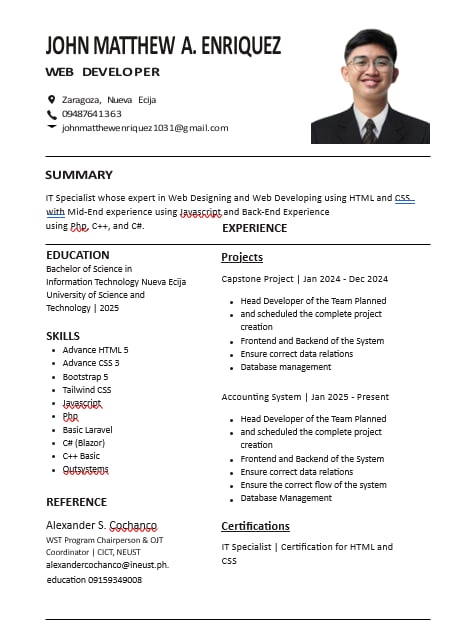 JOHN MATTHEW A. ENRIQUEZ
WEB DEVELOPER
Zaragoza, Nueva Ecija
09487641363
johnmatthewenriquez1031@gmail.com
SUMMARY
IT Specialist whose expert in Web Designing and Web Developing using HTML and CSS
with Mid-End experience using Javascript and Back-End Experience
using Php, C++, and C#.
EDUCATION
Bachelor of Science in
Information Technology Nueva Ecija
University of Science and
Technology | 2025
SKILLS
• Advance HTML 5
• Advance CSS 3
• Bootstrap 5
• Tailwind CSS
• Javascript
• Php
• Basic Laravel
• C# (Blazor)
• C++ Basic
• Outsystems
REFERENCE
Alexander S. Cochanco
WST Program Chairperson & OJT
Coordinator | CICT, NEUST
alexandercochanco@ineust.ph.
education 09159349008
EXPERIENCE
Projects
Capstone Project | Jan 2024 - Dec 2024
• Head Developer of the Team Planned
• and scheduled the complete project
creation
• Frontend and Backend of the System
• Ensure correct data relations
• Database management
Accounting System | Jan 2025 - Present
• Head Developer of the Team Planned
• and scheduled the complete project
creation
• Frontend and Backend of the System
• Ensure correct data relations
• Ensure the correct flow of the system
• Database Management
Certifications
IT Specialist | Certification for HTML and
CSS